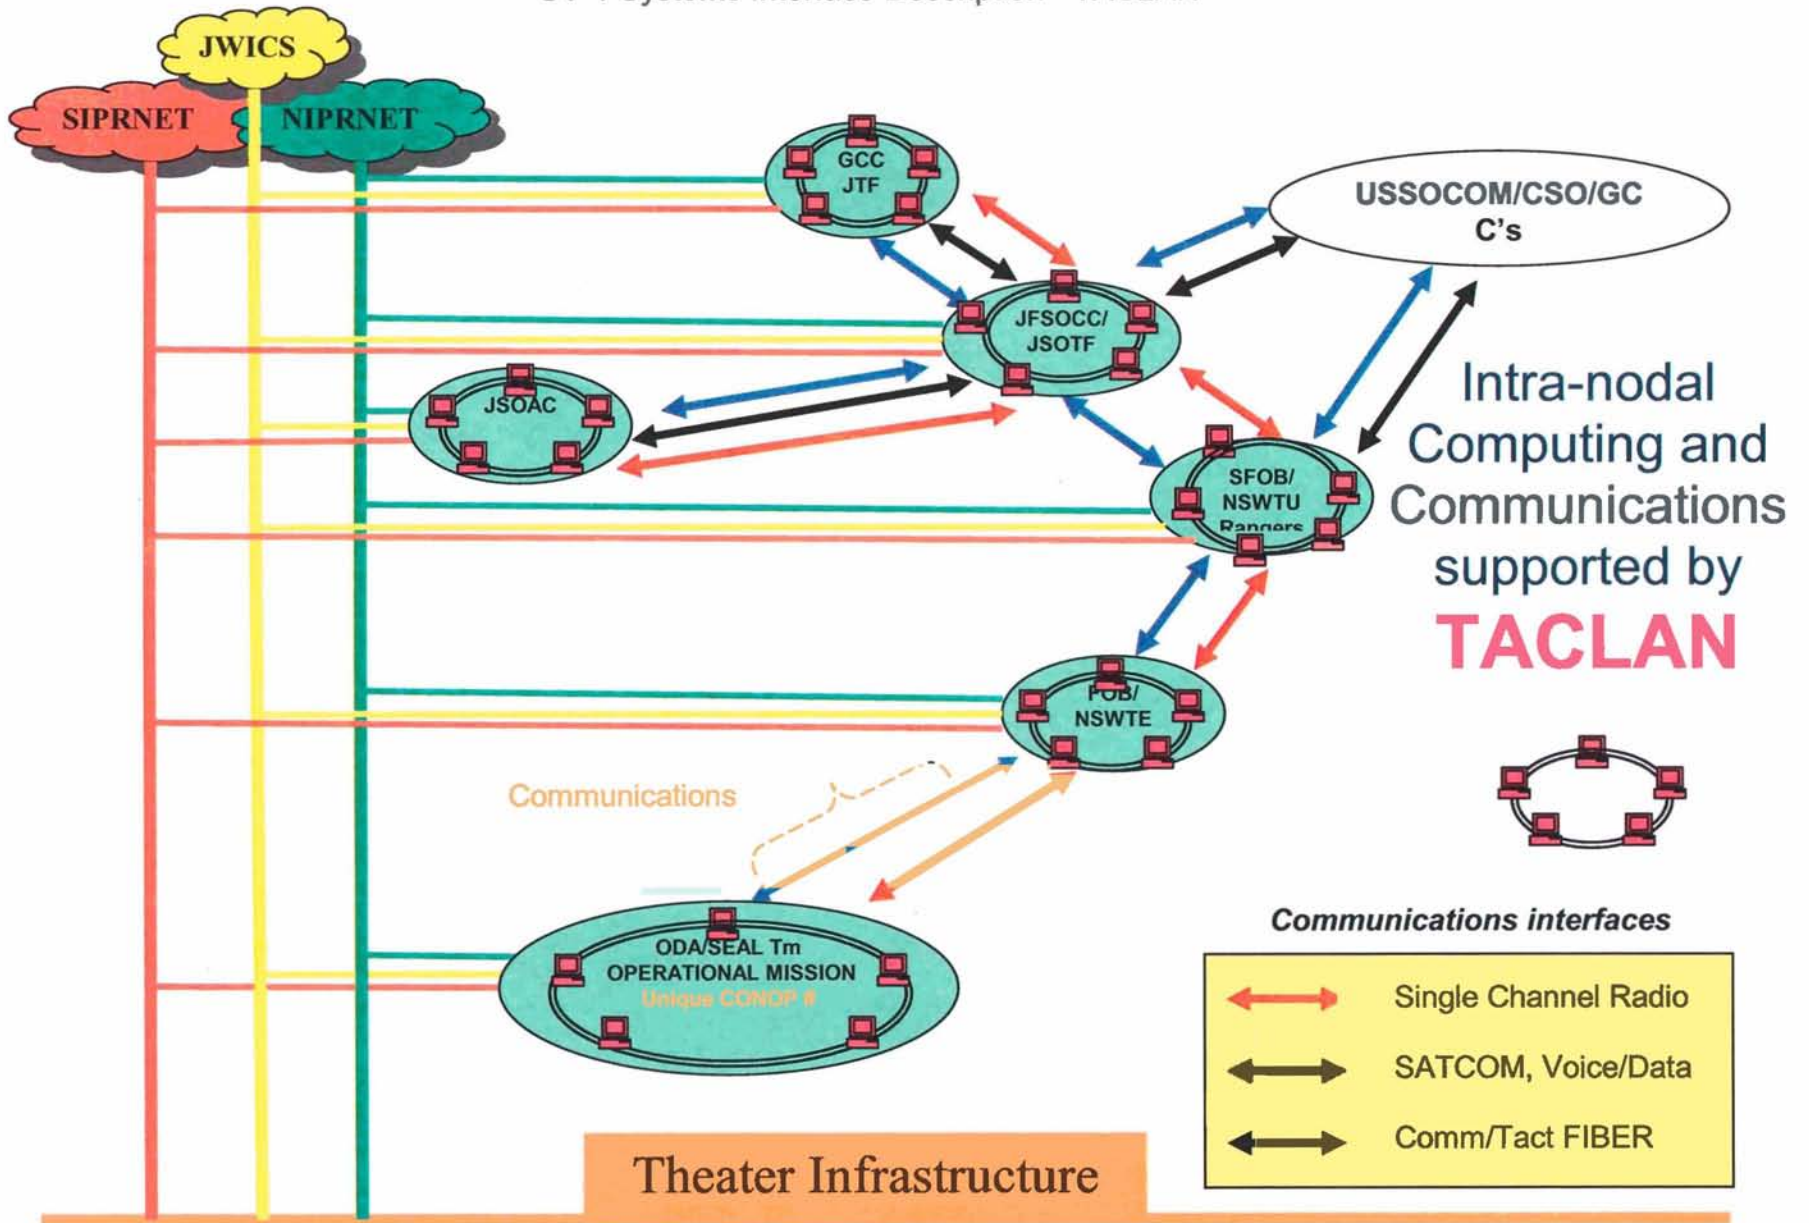 JWICS
SIPRNET
NIPRNET
GCC
JTF
USSOCOM/CSO/GC
C's
JFSOCC/
JSOTF
JSOAC
Intra-nodal
Computing and
Communications
supported by
TACLAN
SFOB/
NSWTU
Rangers
FOB/
NSWTE
Communications
ODA/SEAL Tm
OPERATIONAL MISSION
Unique CONOP #
Communications interfaces
Single Channel Radio
SATCOM, Voice/Data
Comm/Tact FIBER
Theater Infrastructure